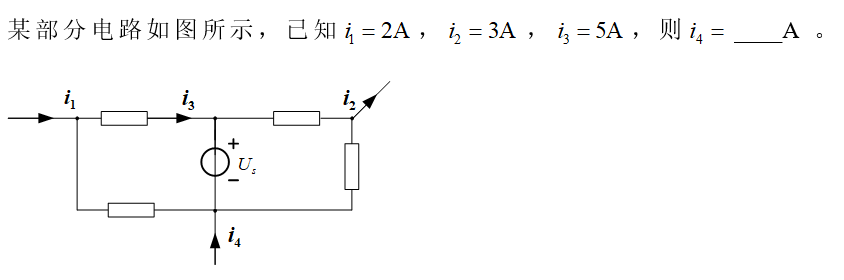 某部分电路如图所示，已知 i₁ = 2A ， i₂ = 3A ， i₃ = 5A ，则 i₄ = ____A 。
i₁ i₃ i₂
+
Uₛ
−
i₄